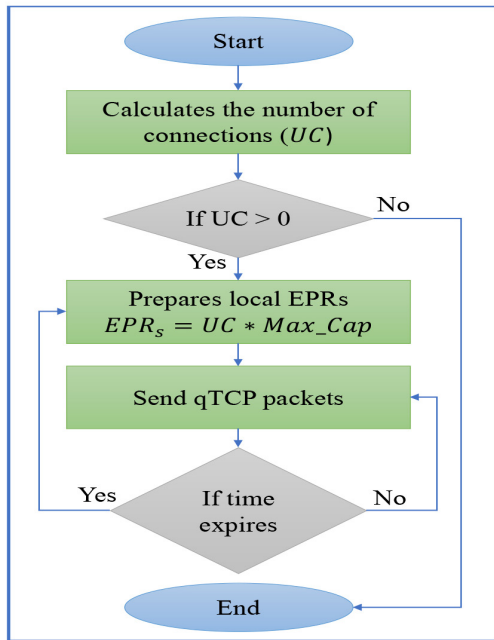 Start
Calculates the number of
connections (UC)
If UC > 0
No
Yes
Prepares local EPRs
EPRₛ = UC * Max_Cap
Send qTCP packets
Yes
If time
expires
No
End